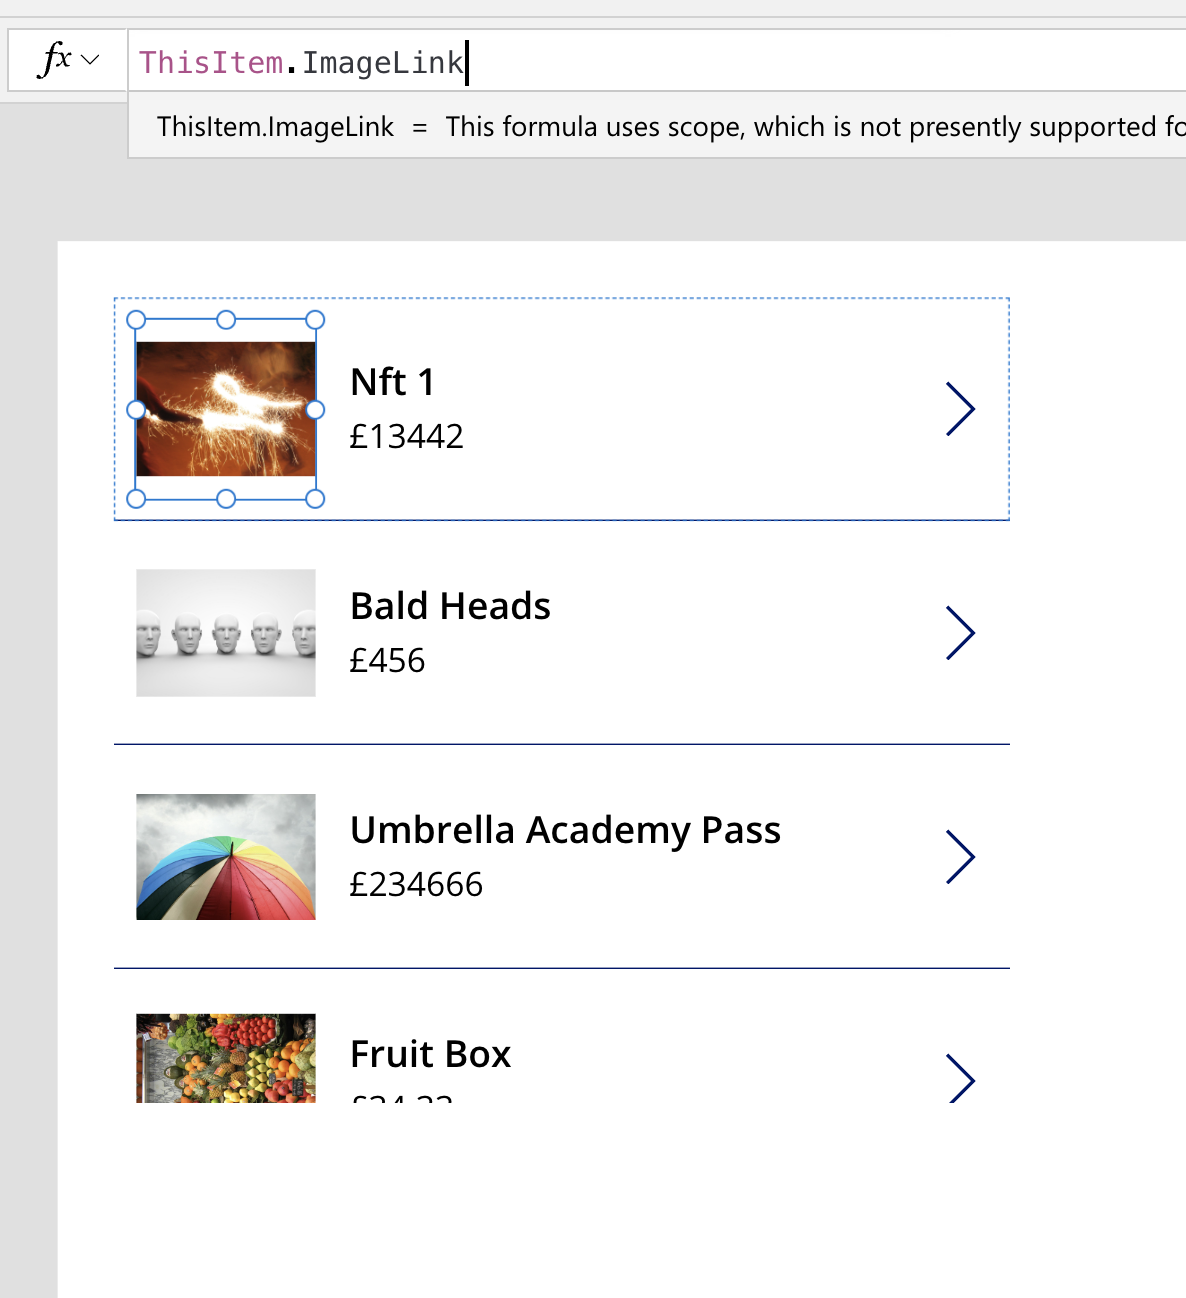 fx
ThisItem.ImageLink
ThisItem.ImageLink = This formula uses scope, which is not presently supported fo
Nft 1
£13442
Bald Heads
£456
Umbrella Academy Pass
£234666
Fruit Box